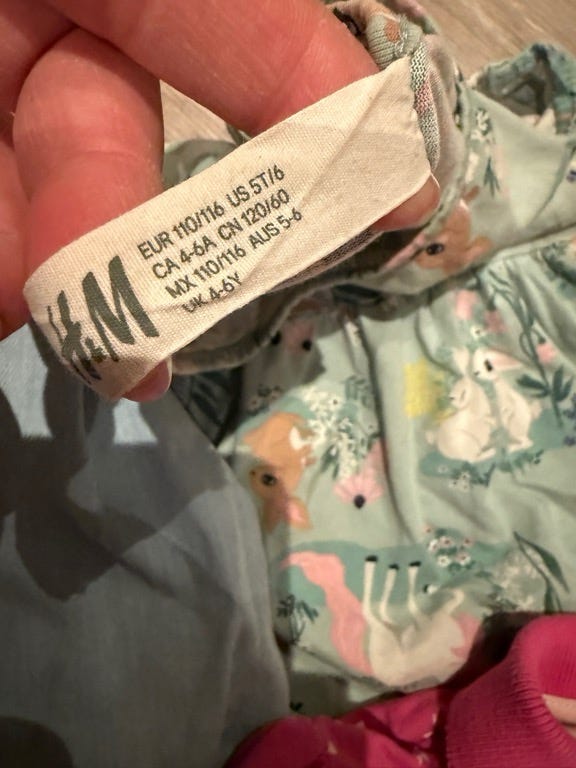 H&M
EUR 110/116 US 5T/6
CA 4-6A CN 120/60
MX 110/116 AUS 5-6
UK 4-6Y